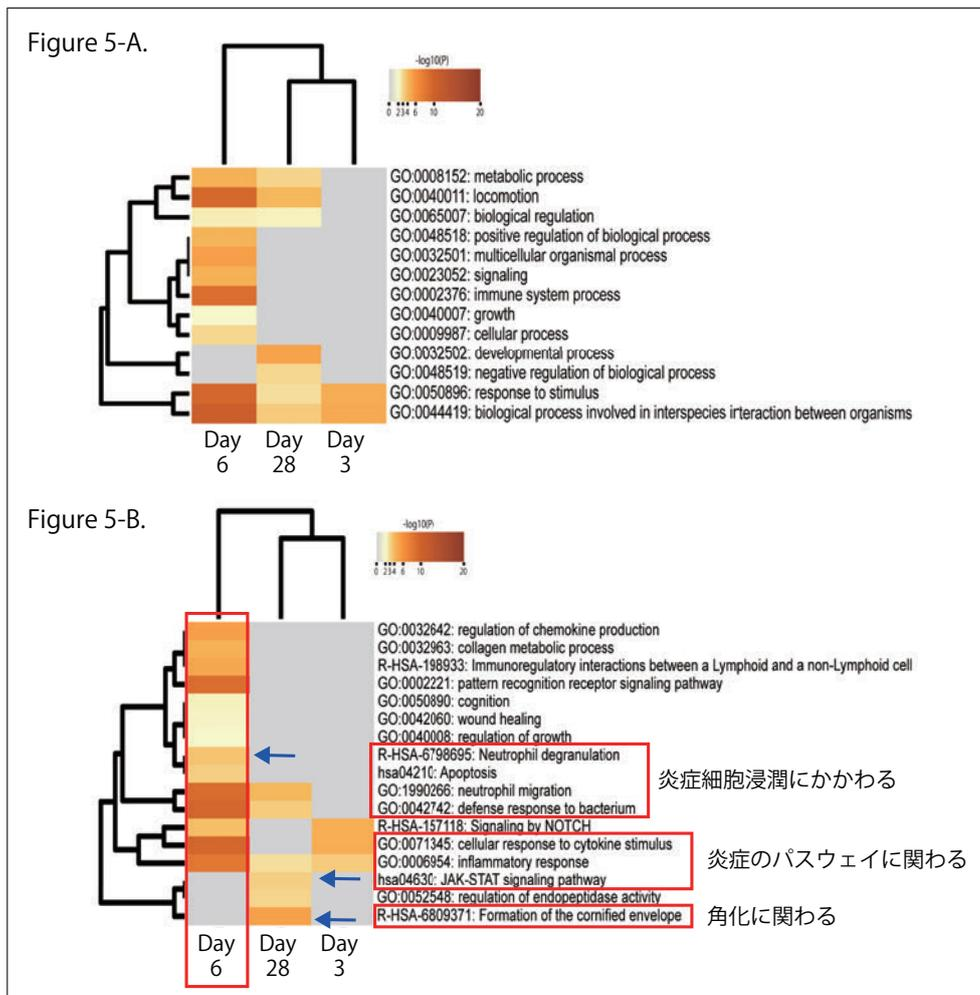 Figure 5-A.
-log10(P)
0 2 3 4 6 10 20
GO:0008152: metabolic process
GO:0040011: locomotion
GO:0065007: biological regulation
GO:0048518: positive regulation of biological process
GO:0032501: multicellular organismal process
GO:0023052: signaling
GO:0002376: immune system process
GO:0040007: growth
GO:0009987: cellular process
GO:0032502: developmental process
GO:0048519: negative regulation of biological process
GO:0050896: response to stimulus
GO:0044419: biological process involved in interspecies interaction between organisms
Day 6
Day 28
Day 3
Figure 5-B.
-log10(P)
0 2 3 4 6 10 20
GO:0032642: regulation of chemokine production
GO:0032963: collagen metabolic process
R-HSA-198933: Immunoregulatory interactions between a Lymphoid and a non-Lymphoid cell
GO:0002221: pattern recognition receptor signaling pathway
GO:0050890: cognition
GO:0042060: wound healing
GO:0040008: regulation of growth
R-HSA-6798695: Neutrophil degranulation
hsa04210: Apoptosis
GO:1990266: neutrophil migration
GO:0042742: defense response to bacterium
炎症細胞浸潤にかかわる
R-HSA-157118: Signaling by NOTCH
GO:0071345: cellular response to cytokine stimulus
GO:0006954: inflammatory response
hsa04630: JAK-STAT signaling pathway
炎症のパスウェイに関わる
GO:0052548: regulation of endopeptidase activity
R-HSA-6809371: Formation of the cornified envelope
角化に関わる
Day 6
Day 28
Day 3